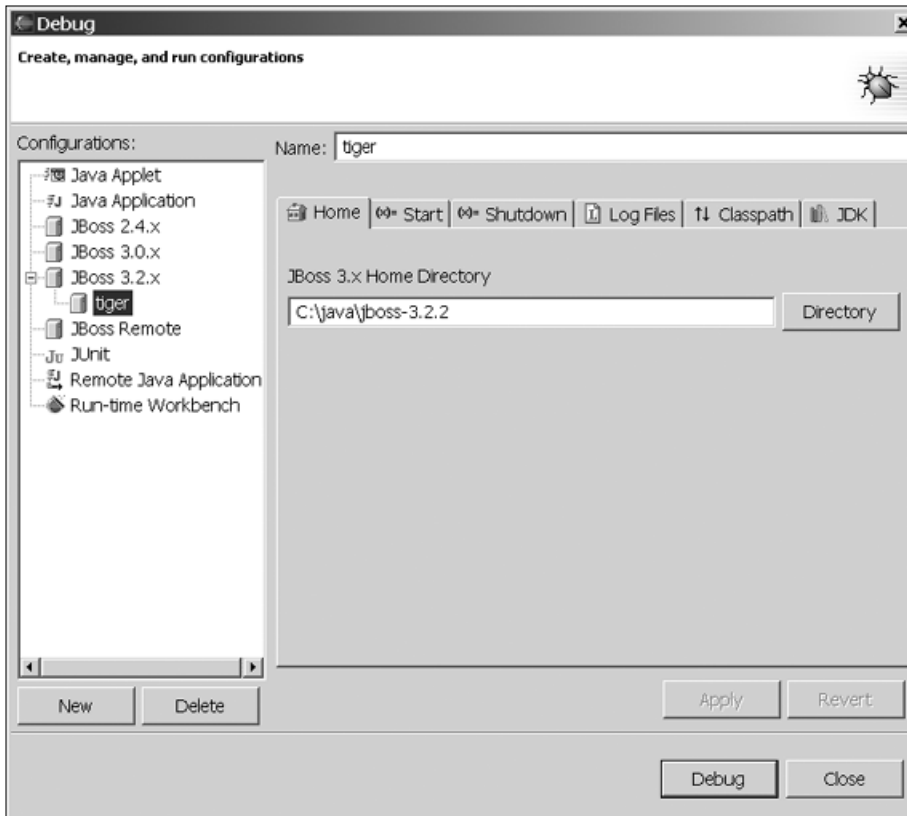 Debug
Create, manage, and run configurations
Configurations:
Java Applet
Java Application
JBoss 2.4.x
JBoss 3.0.x
JBoss 3.2.x
tiger
JBoss Remote
JUnit
Remote Java Application
Run-time Workbench
New
Delete
Name: tiger
Home
Start
Shutdown
Log Files
Classpath
JDK
JBoss 3.x Home Directory
C:\java\jboss-3.2.2
Directory
Apply
Revert
Debug
Close